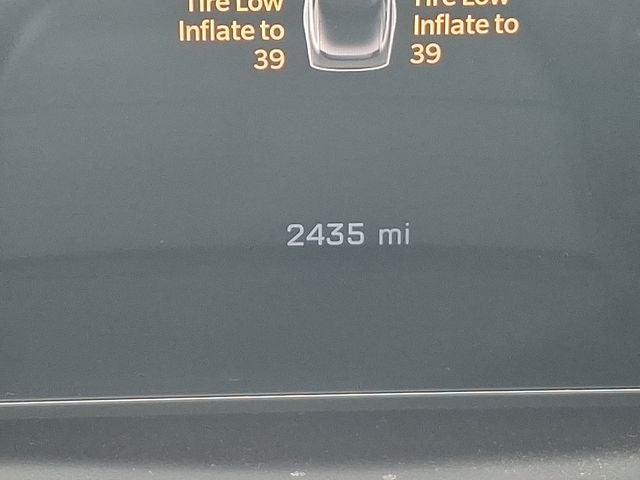 Tire Low
Tire Low
Inflate to
Inflate to
39
39
2435 mi